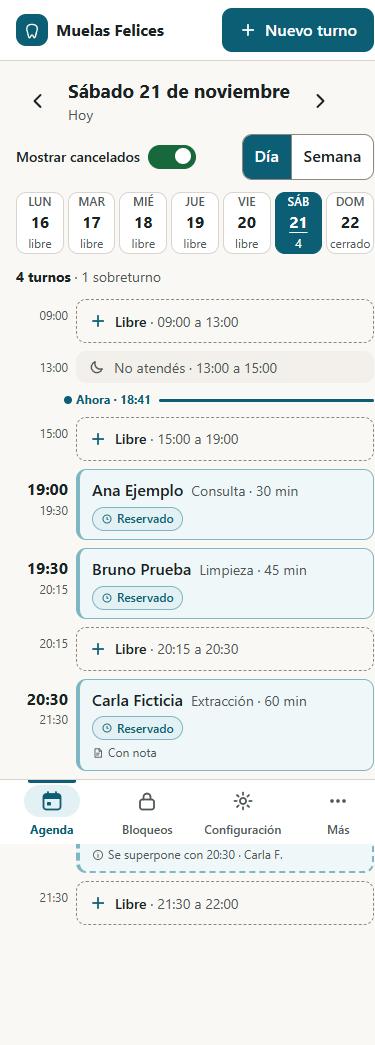 Muelas Felices
Nuevo turno
Sábado 21 de noviembre
Hoy
Mostrar cancelados
Día
Semana
LUN
16
libre
MAR
17
libre
MIÉ
18
libre
JUE
19
libre
VIE
20
libre
SÁB
21
4
DOM
22
cerrado
4 turnos · 1 sobreturno
09:00
Libre · 09:00 a 13:00
13:00
No atendés · 13:00 a 15:00
Ahora · 18:41
15:00
Libre · 15:00 a 19:00
19:00
19:30
Ana Ejemplo Consulta · 30 min
Reservado
19:30
20:15
Bruno Prueba Limpieza · 45 min
Reservado
20:15
Libre · 20:15 a 20:30
20:30
21:30
Carla Ficticia Extracción · 60 min
Reservado
Con nota
Agenda
Bloqueos
Configuración
Más
Se superpone con 20:30 · Carla F.
21:30
Libre · 21:30 a 22:00